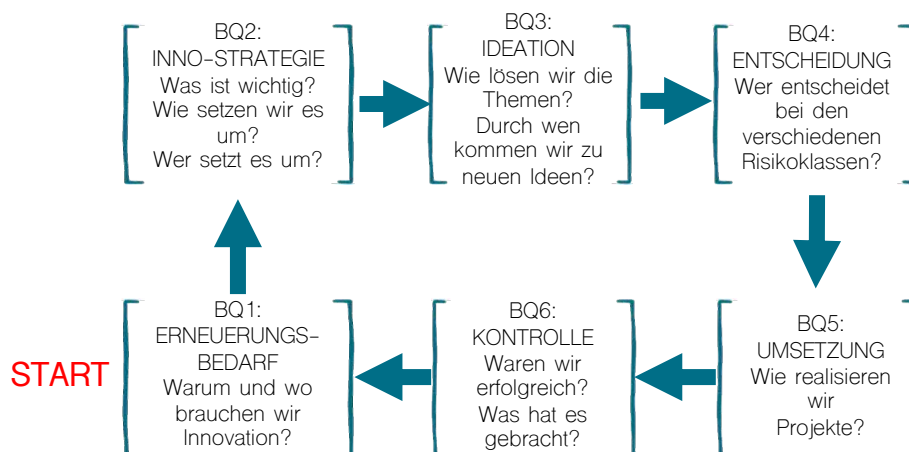 BQ2:
INNO-STRATEGIE
Was ist wichtig?
Wie setzen wir es
um?
Wer setzt es um?
BQ3:
IDEATION
Wie lösen wir die
Themen?
Durch wen
kommen wir zu
neuen Ideen?
BQ4:
ENTSCHEIDUNG
Wer entscheidet
bei den
verschiedenen
Risikoklassen?
START
BQ1:
ERNEUERUNGS-
BEDARF
Warum und wo
brauchen wir
Innovation?
BQ6:
KONTROLLE
Waren wir
erfolgreich?
Was hat es
gebracht?
BQ5:
UMSETZUNG
Wie realisieren
wir
Projekte?